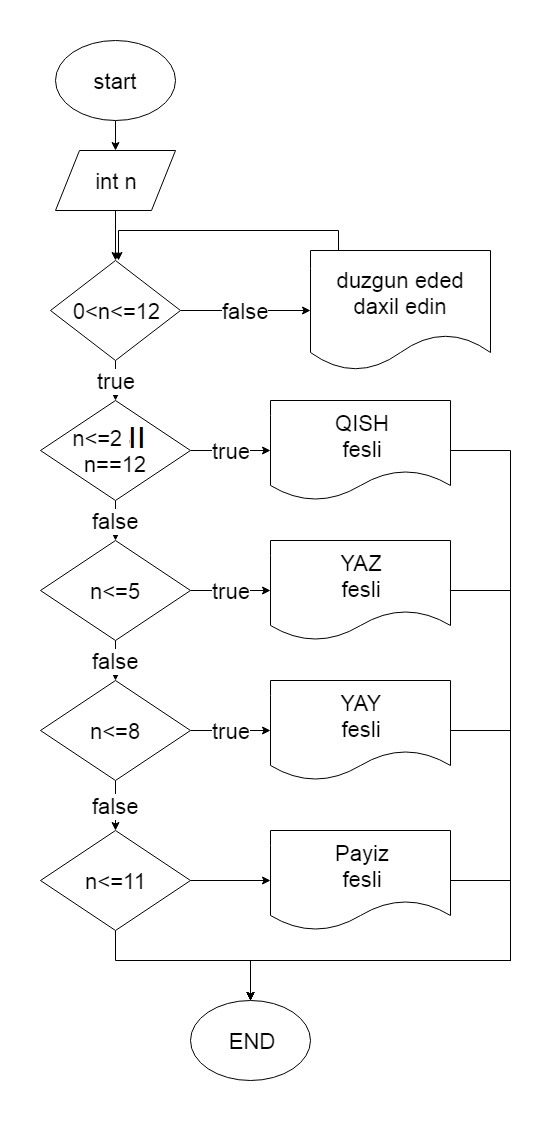 start
int n
0<n<=12
false
duzgun eded
daxil edin
true
n<=2 ||
n==12
true
QISH
fesli
false
n<=5
true
YAZ
fesli
false
n<=8
true
YAY
fesli
false
n<=11
Payiz
fesli
END